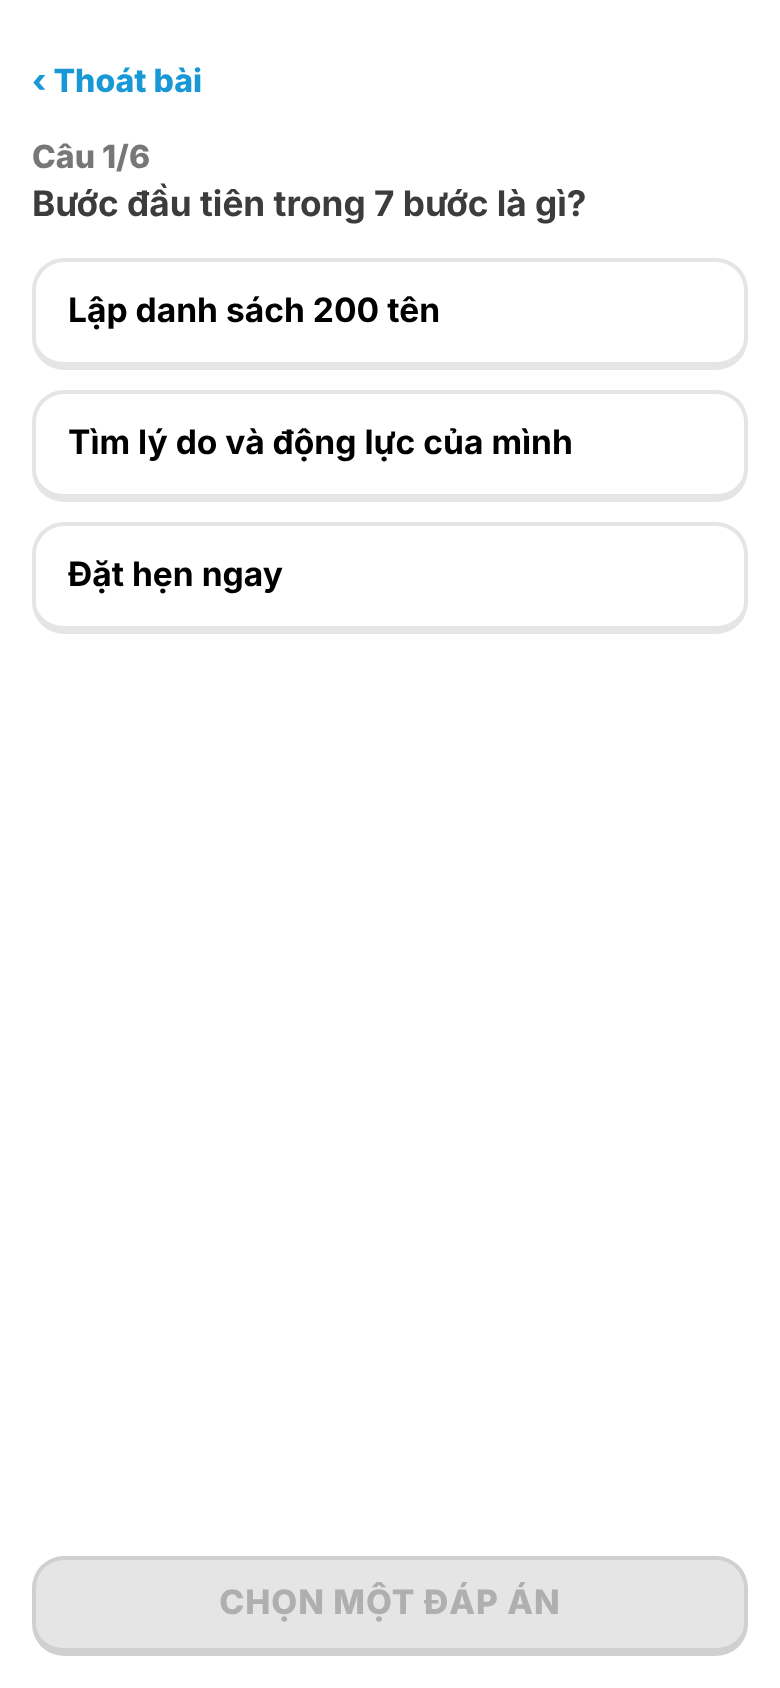 ‹ Thoát bài
Câu 1/6
Bước đầu tiên trong 7 bước là gì?
Lập danh sách 200 tên
Tìm lý do và động lực của mình
Đặt hẹn ngay
CHỌN MỘT ĐÁP ÁN